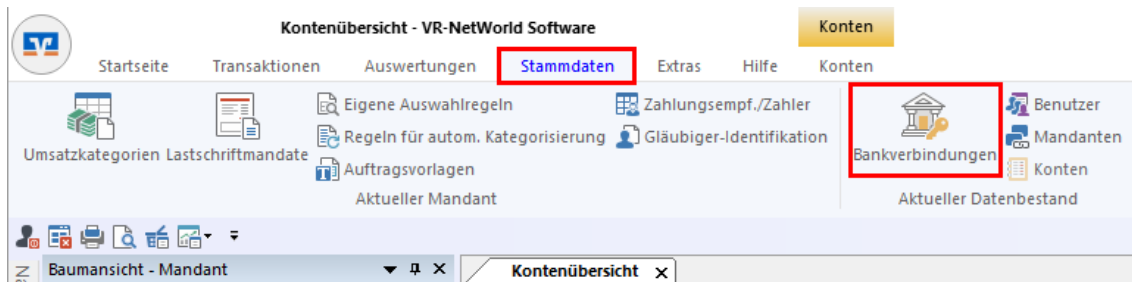 Kontenübersicht - VR-NetWorld Software
Konten
Startseite Transaktionen Auswertungen Stammdaten Extras Hilfe Konten
Umsatzkategorien
Lastschriftmandate
Eigene Auswahlregeln
Regeln für autom. Kategorisierung
Auftragsvorlagen
Zahlungsempf./Zahler
Gläubiger-Identifikation
Aktueller Mandant
Bankverbindungen
Benutzer
Mandanten
Konten
Aktueller Datenbestand
Baumansicht - Mandant
Kontenübersicht